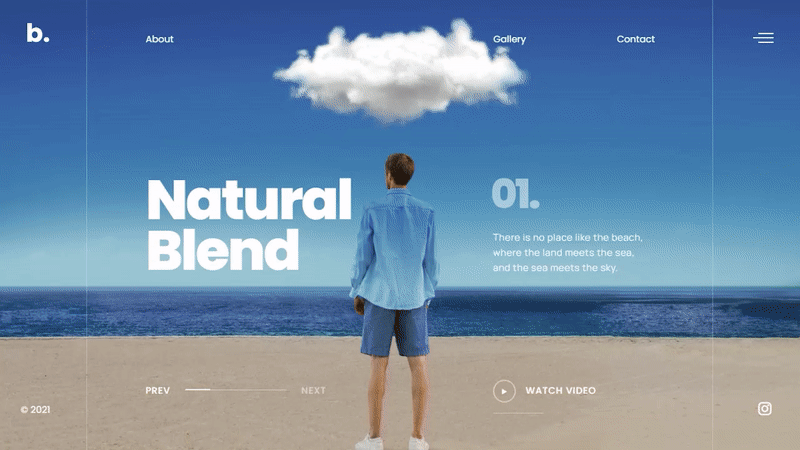 b.
About
Gallery
Contact
Natural
Blend
01.
There is no place like the beach,
where the land meets the sea,
and the sea meets the sky.
PREV
NEXT
WATCH VIDEO
© 2021